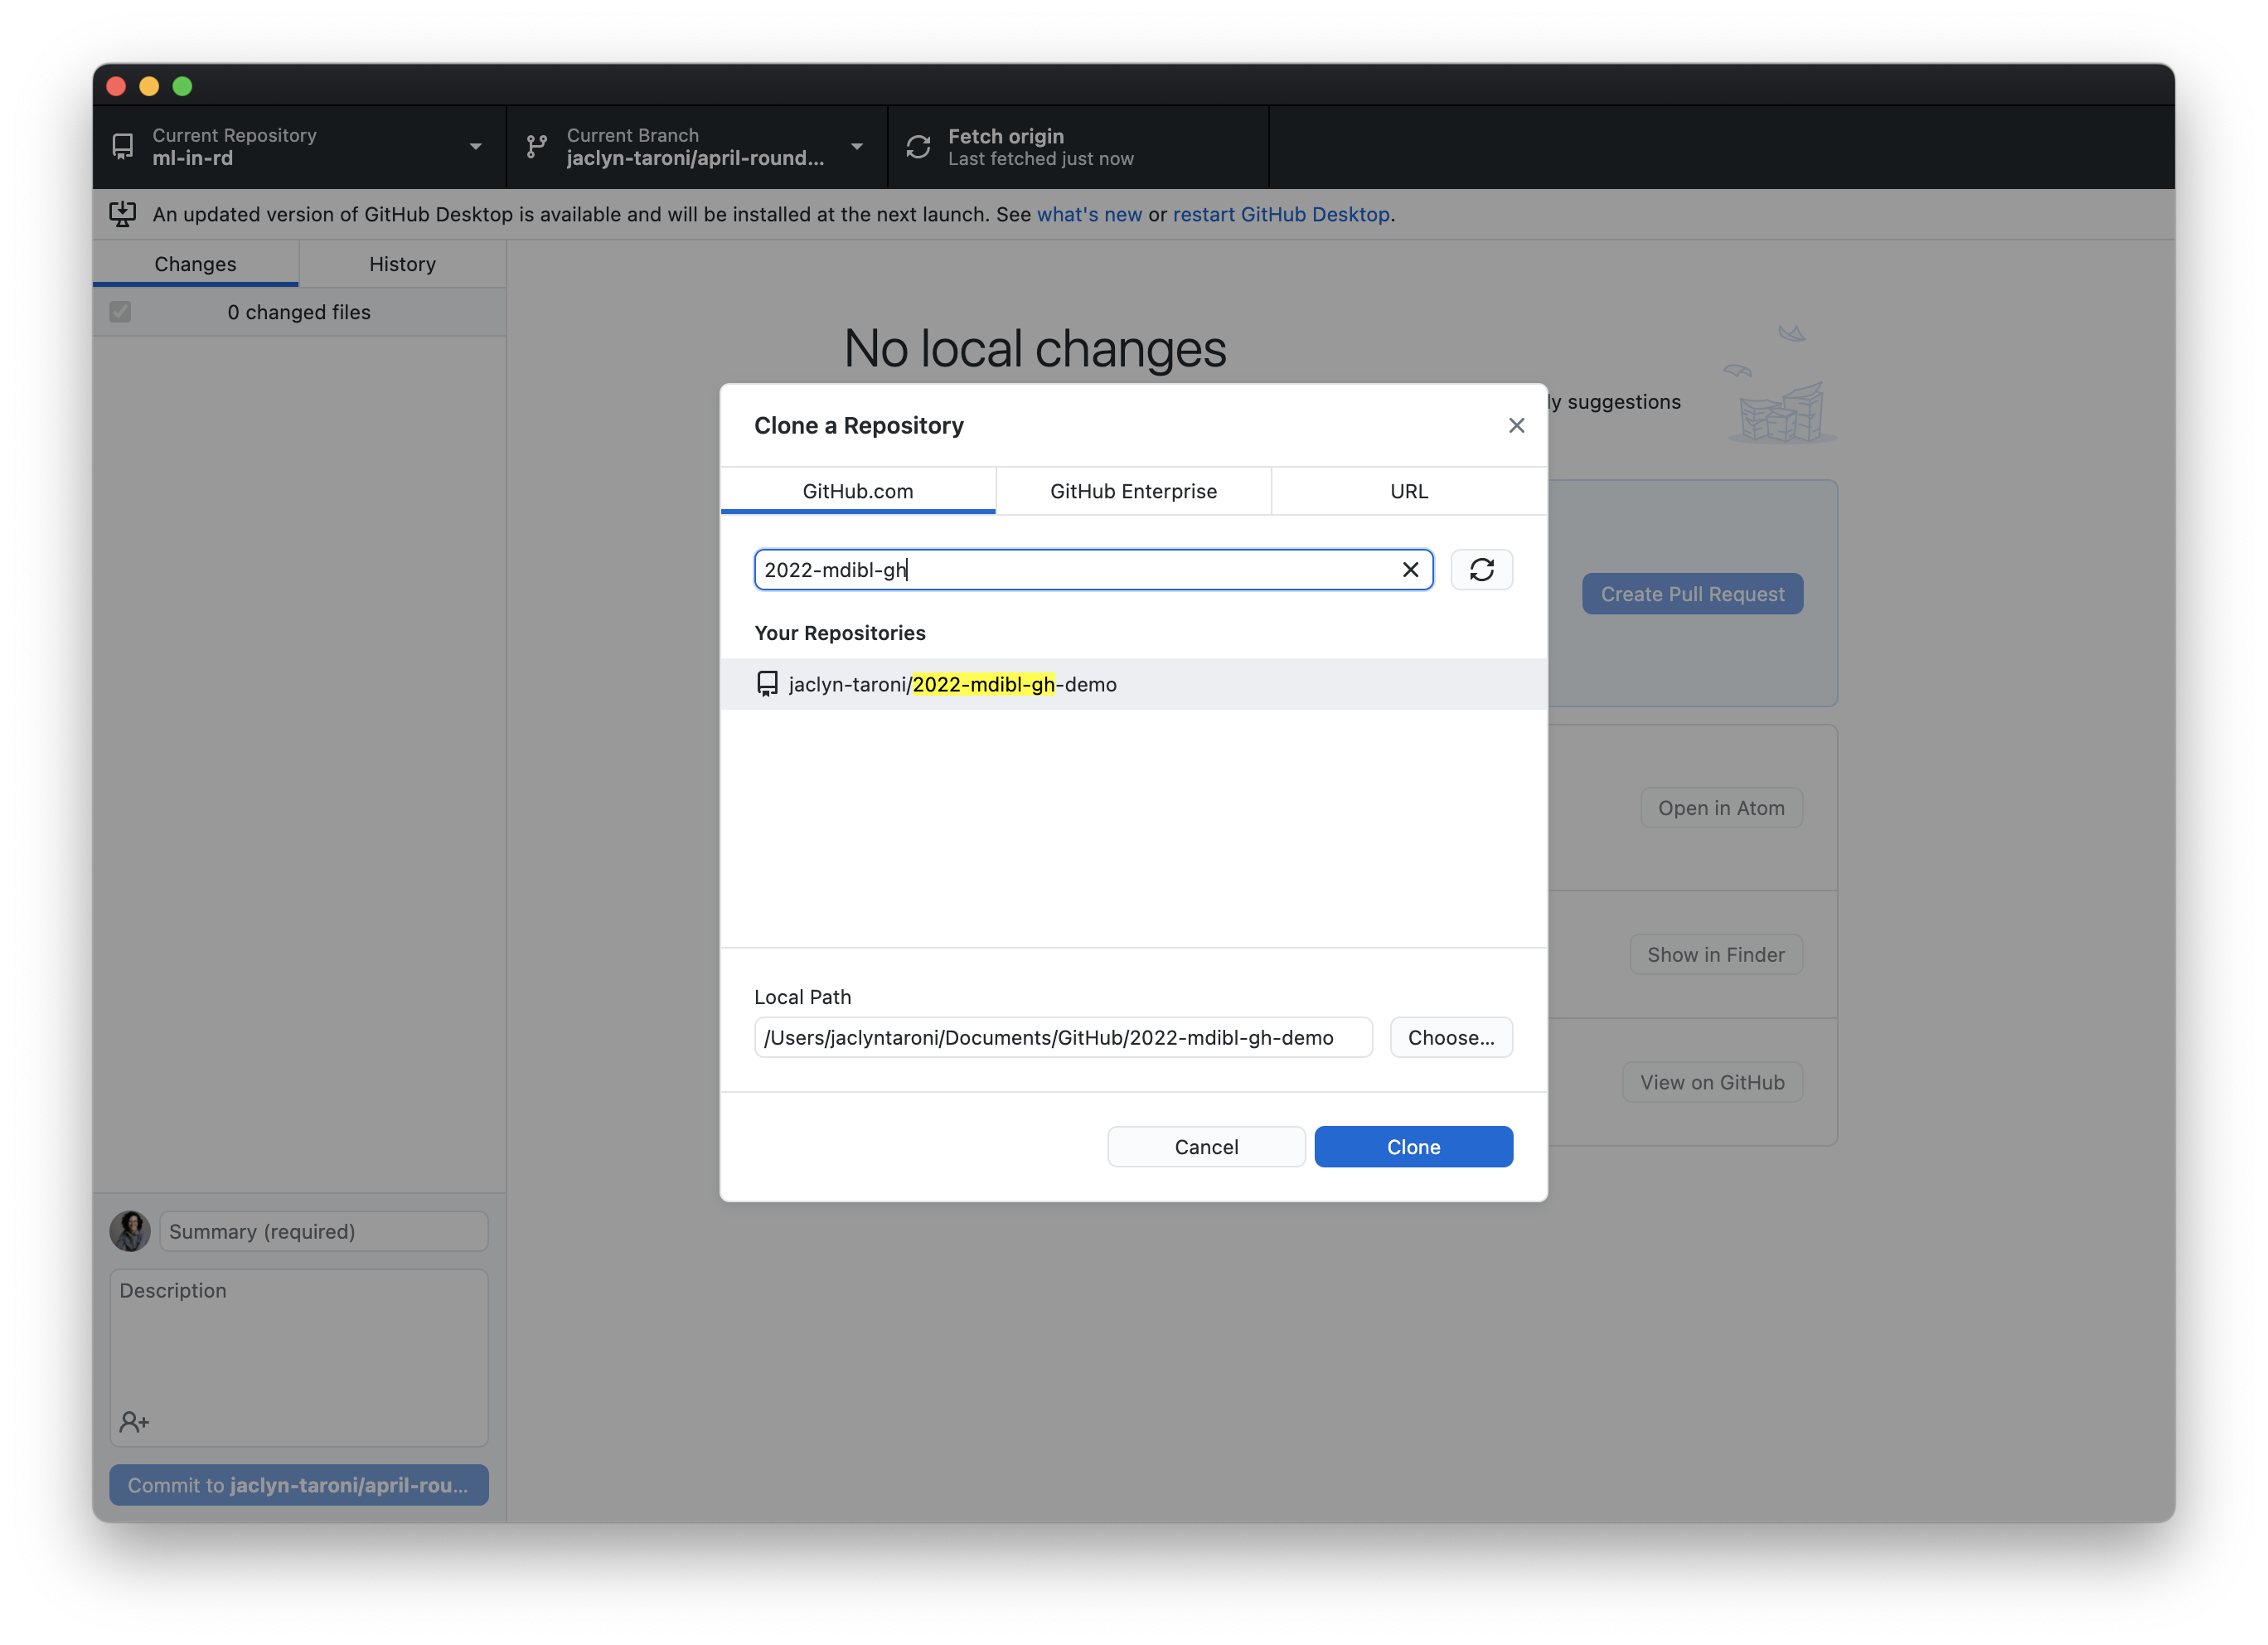 Current Repository
ml-in-rd
Current Branch
jaclyn-taroni/april-round...
Fetch origin
Last fetched just now
An updated version of GitHub Desktop is available and will be installed at the next launch. See what's new or restart GitHub Desktop.
Changes
History
0 changed files
No local changes
ly suggestions
Clone a Repository
GitHub.com
GitHub Enterprise
URL
2022-mdibl-gh
Create Pull Request
Your Repositories
jaclyn-taroni/2022-mdibl-gh-demo
Open in Atom
Show in Finder
Local Path
/Users/jaclyntaroni/Documents/GitHub/2022-mdibl-gh-demo
Choose...
View on GitHub
Cancel
Clone
Summary (required)
Description
Commit to jaclyn-taroni/april-rou...